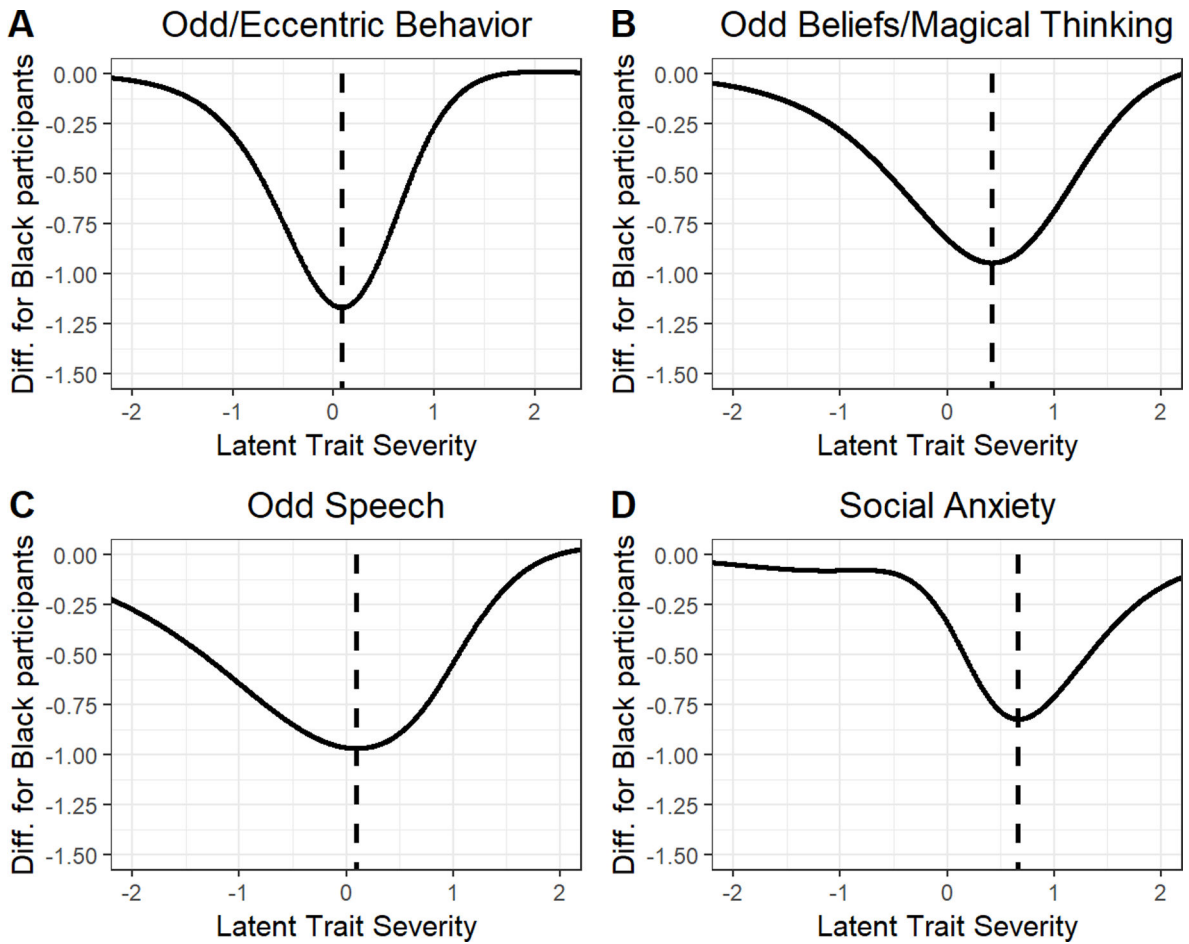 A Odd/Eccentric Behavior
Diff. for Black participants
0.00
-0.25
-0.50
-0.75
-1.00
-1.25
-1.50
-2 -1 0 1 2
Latent Trait Severity
B Odd Beliefs/Magical Thinking
Diff. for Black participants
0.00
-0.25
-0.50
-0.75
-1.00
-1.25
-1.50
-2 -1 0 1 2
Latent Trait Severity
C Odd Speech
Diff. for Black participants
0.00
-0.25
-0.50
-0.75
-1.00
-1.25
-1.50
-2 -1 0 1 2
Latent Trait Severity
D Social Anxiety
Diff. for Black participants
0.00
-0.25
-0.50
-0.75
-1.00
-1.25
-1.50
-2 -1 0 1 2
Latent Trait Severity